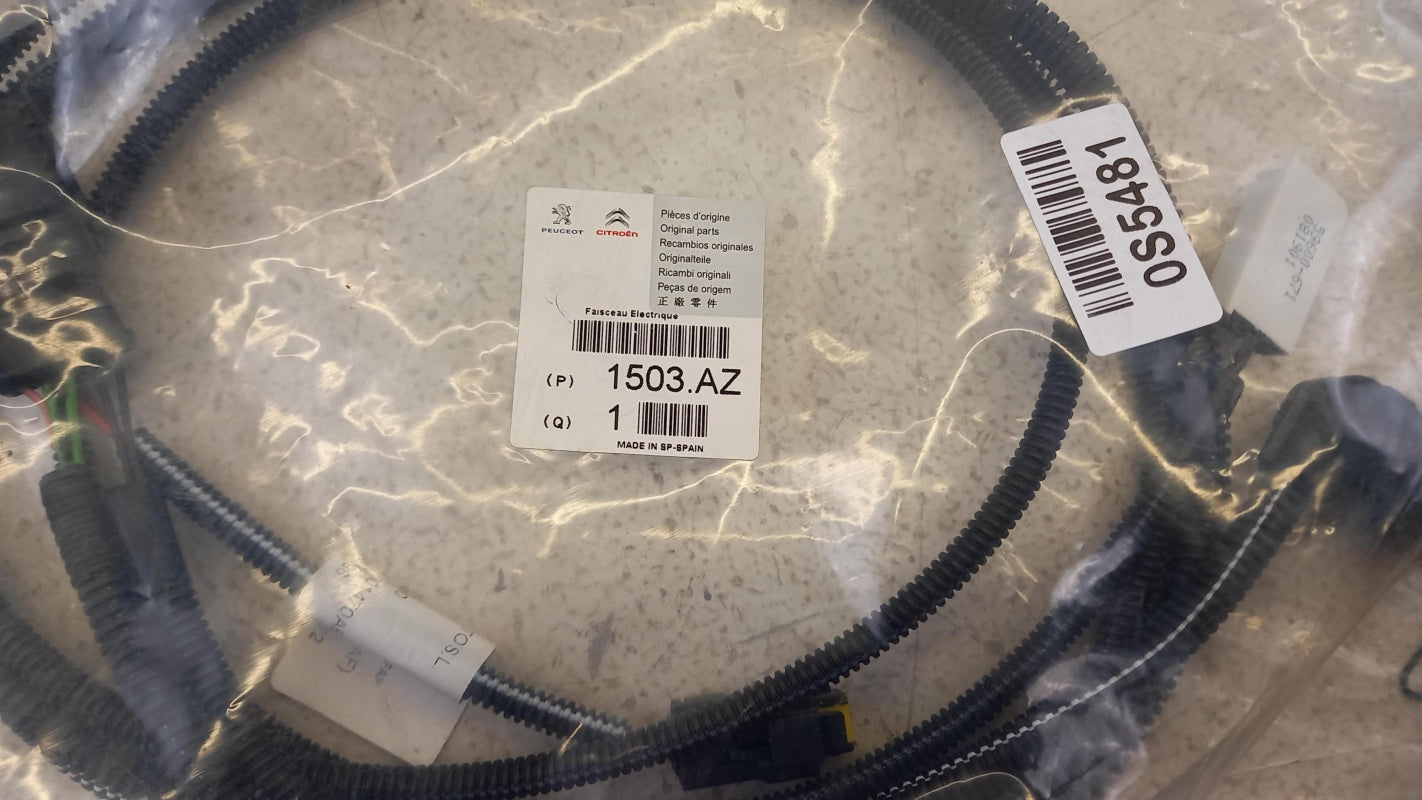 PEUGEOT
CITROËN
Pièces d'origine
Original parts
Recambios originales
Originalteile
Ricambi originali
Peças de origem
正廠零件
Faisceau Electrique
(P) 1503.AZ
(Q) 1
MADE IN SP-SPAIN
0S5481
TOS.L